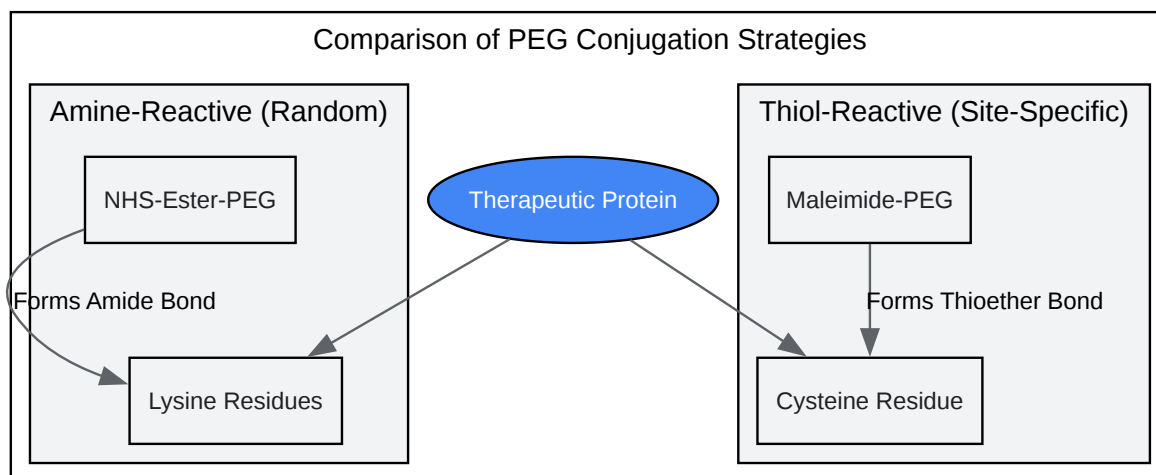 Comparison of PEG Conjugation Strategies
Amine-Reactive (Random)
Thiol-Reactive (Site-Specific)
NHS-Ester-PEG
Therapeutic Protein
Maleimide-PEG
Forms Amide Bond
Forms Thioether Bond
Lysine Residues
Cysteine Residue